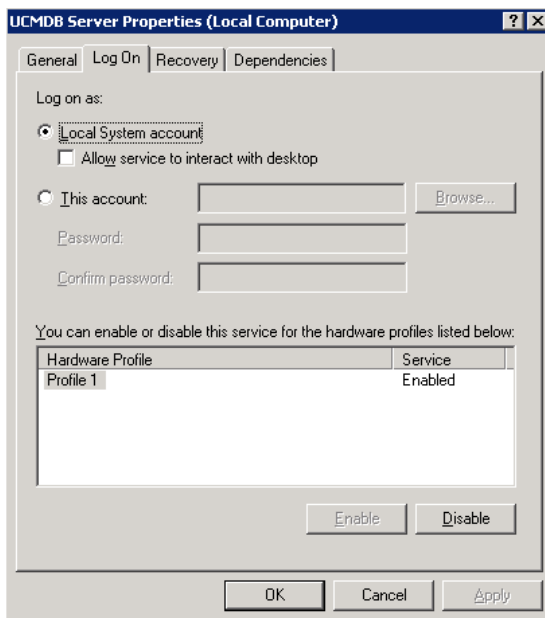 UCMDB Server Properties (Local Computer)
General Log On Recovery Dependencies
Log on as:
Local System account
Allow service to interact with desktop
This account: Browse...
Password:
Confirm password:
You can enable or disable this service for the hardware profiles listed below:
Hardware Profile Service
Profile 1 Enabled
Enable Disable
OK Cancel Apply